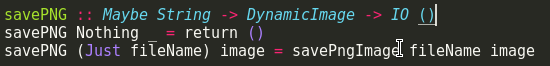 savePNG :: Maybe String -> DynamicImage -> IO ()
savePNG Nothing _ = return ()
savePNG (Just fileName) image = savePngImage fileName image